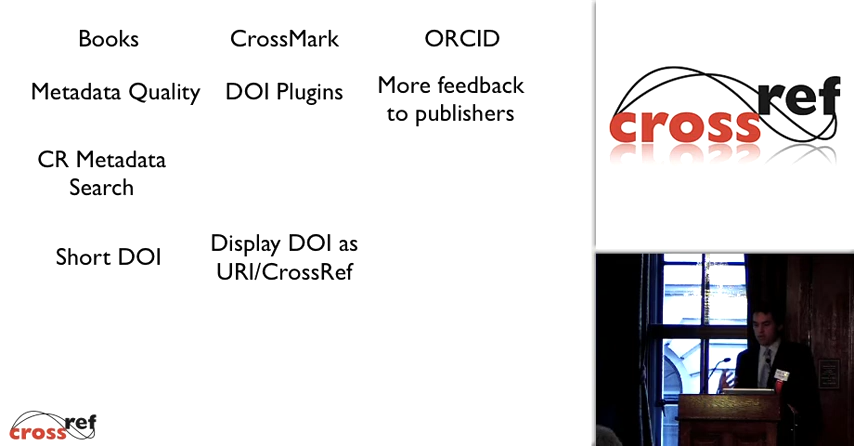 Books
CrossMark
ORCID
Metadata Quality
DOI Plugins
More feedback
to publishers
CR Metadata
Search
Short DOI
Display DOI as
URI/CrossRef
crossref
crossref